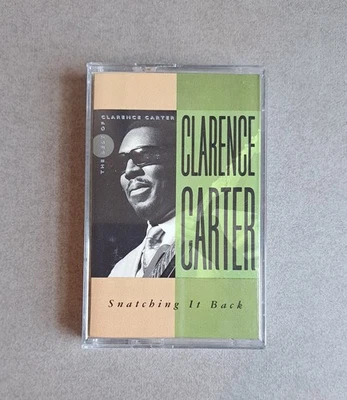 THE BEST OF CLARENCE CARTER
CLARENCE
CARTER
Snatching It Back